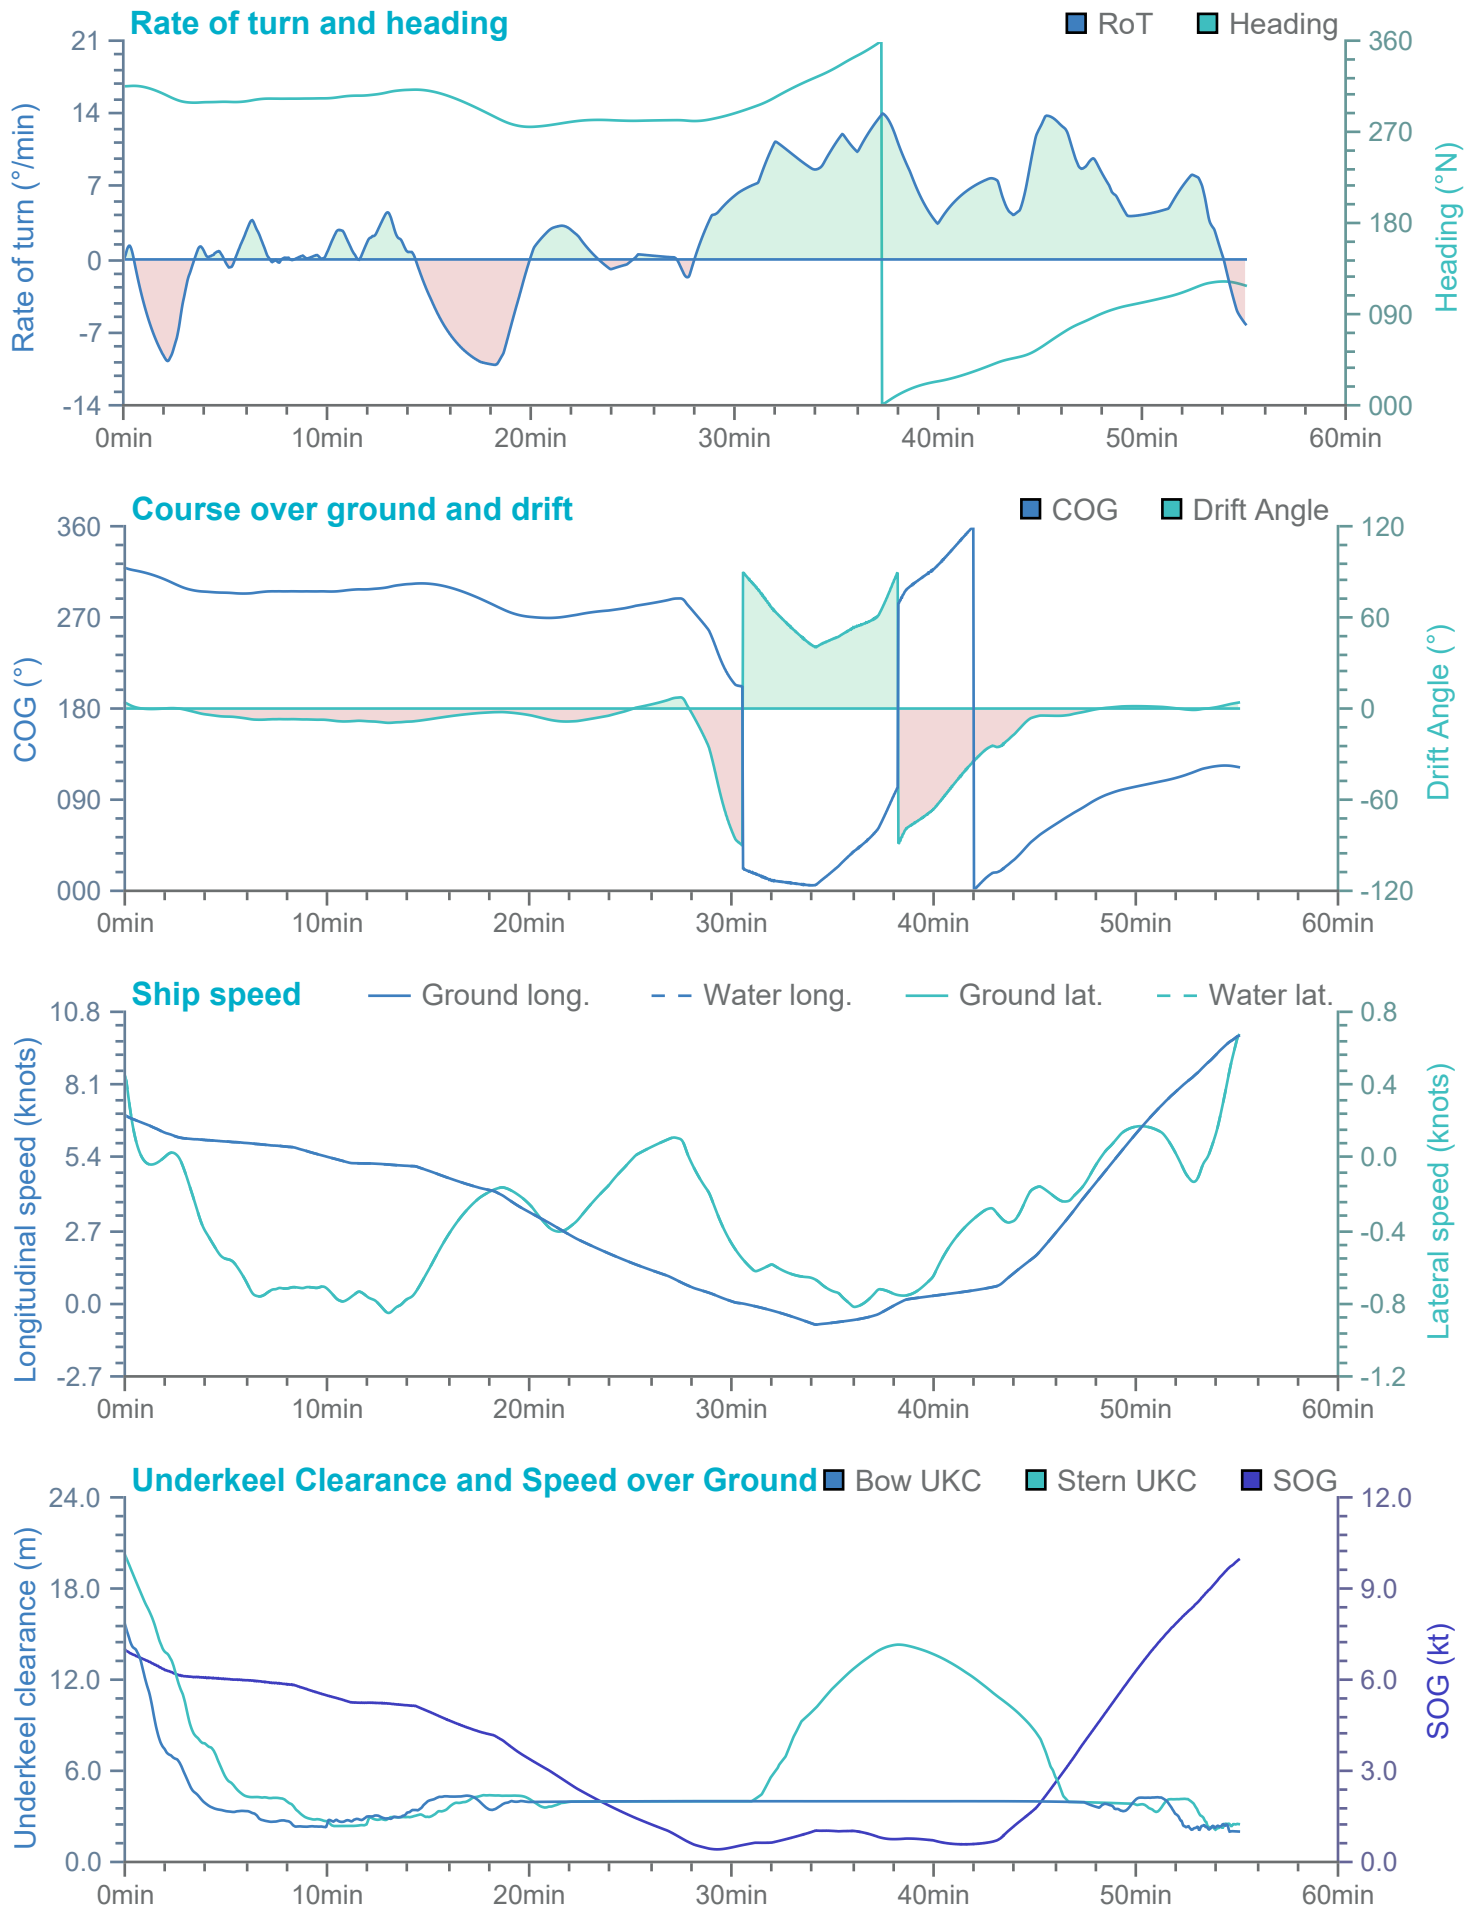 Rate of turn and heading
RoT Heading
Rate of turn (°/min)
21
14
7
0
-7
-14
360
270
180
090
000
Heading (°N)
0min 10min 20min 30min 40min 50min 60min
Course over ground and drift
COG Drift Angle
COG (°)
360
270
180
090
000
120
60
0
-60
-120
Drift Angle (°)
0min 10min 20min 30min 40min 50min 60min
Ship speed
Ground long. Water long. Ground lat. Water lat.
Longitudinal speed (knots)
10.8
8.1
5.4
2.7
0.0
-2.7
0.8
0.4
0.0
-0.4
-0.8
-1.2
Lateral speed (knots)
0min 10min 20min 30min 40min 50min 60min
Underkeel Clearance and Speed over Ground
Bow UKC Stern UKC SOG
Underkeel clearance (m)
24.0
18.0
12.0
6.0
0.0
12.0
9.0
6.0
3.0
0.0
SOG (kt)
0min 10min 20min 30min 40min 50min 60min